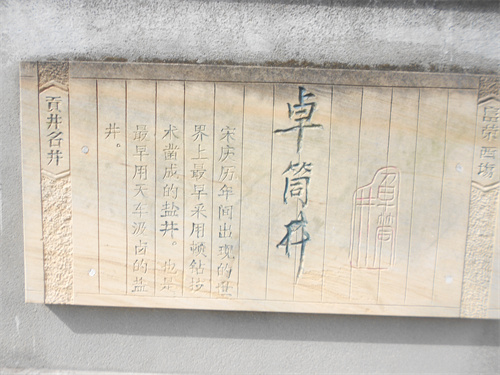 卓筒井
宋庆历年间出现的世
界上最早采用顿钻技
术凿成的盐井。也是
最早用天车汲卤的盐
井。
贡井名井